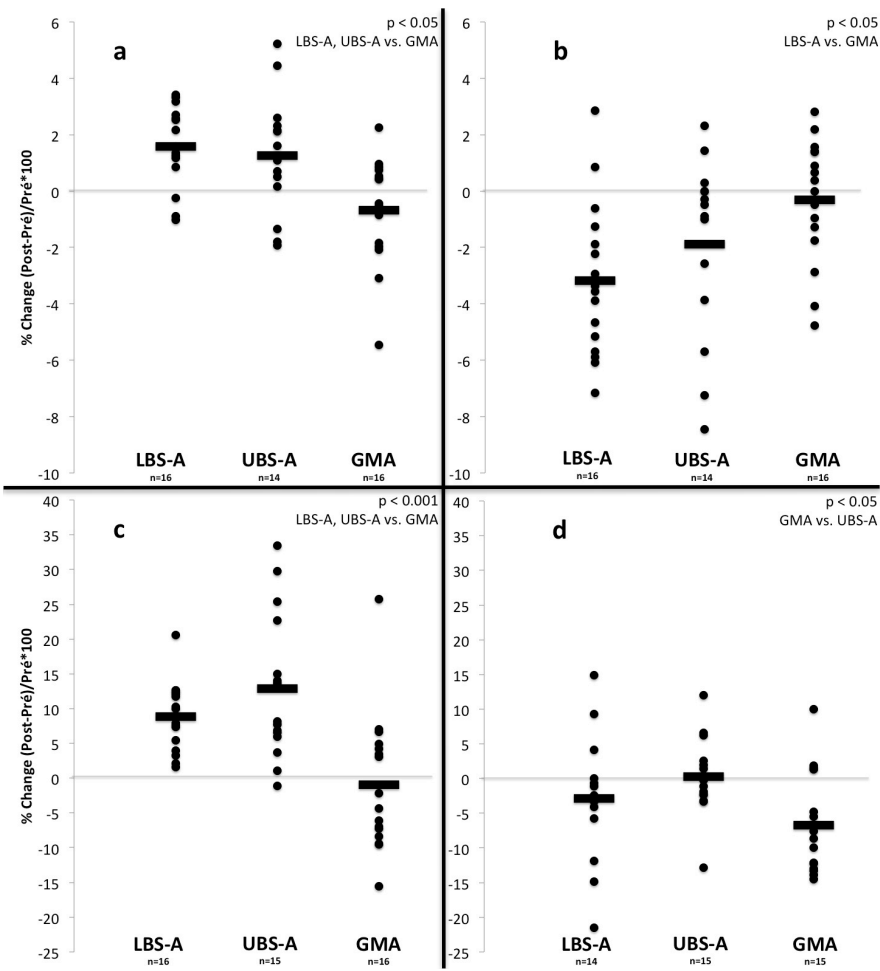 p < 0.05
LBS-A, UBS-A vs. GMA
a
6
4
2
0
-2
-4
-6
-8
-10
% Change (Post-Pré)/Pré*100
LBS-A
UBS-A
GMA
n=16
n=14
n=16
p < 0.05
LBS-A vs. GMA
b
6
4
2
0
-2
-4
-6
-8
-10
LBS-A
UBS-A
GMA
n=16
n=14
n=16
p < 0.001
LBS-A, UBS-A vs. GMA
c
40
35
30
25
20
15
10
5
0
-5
-10
-15
-20
-25
% Change (Post-Pré)/Pré*100
LBS-A
UBS-A
GMA
n=16
n=15
n=16
p < 0.05
GMA vs. UBS-A
d
40
35
30
25
20
15
10
5
0
-5
-10
-15
-20
-25
LBS-A
UBS-A
GMA
n=14
n=15
n=15